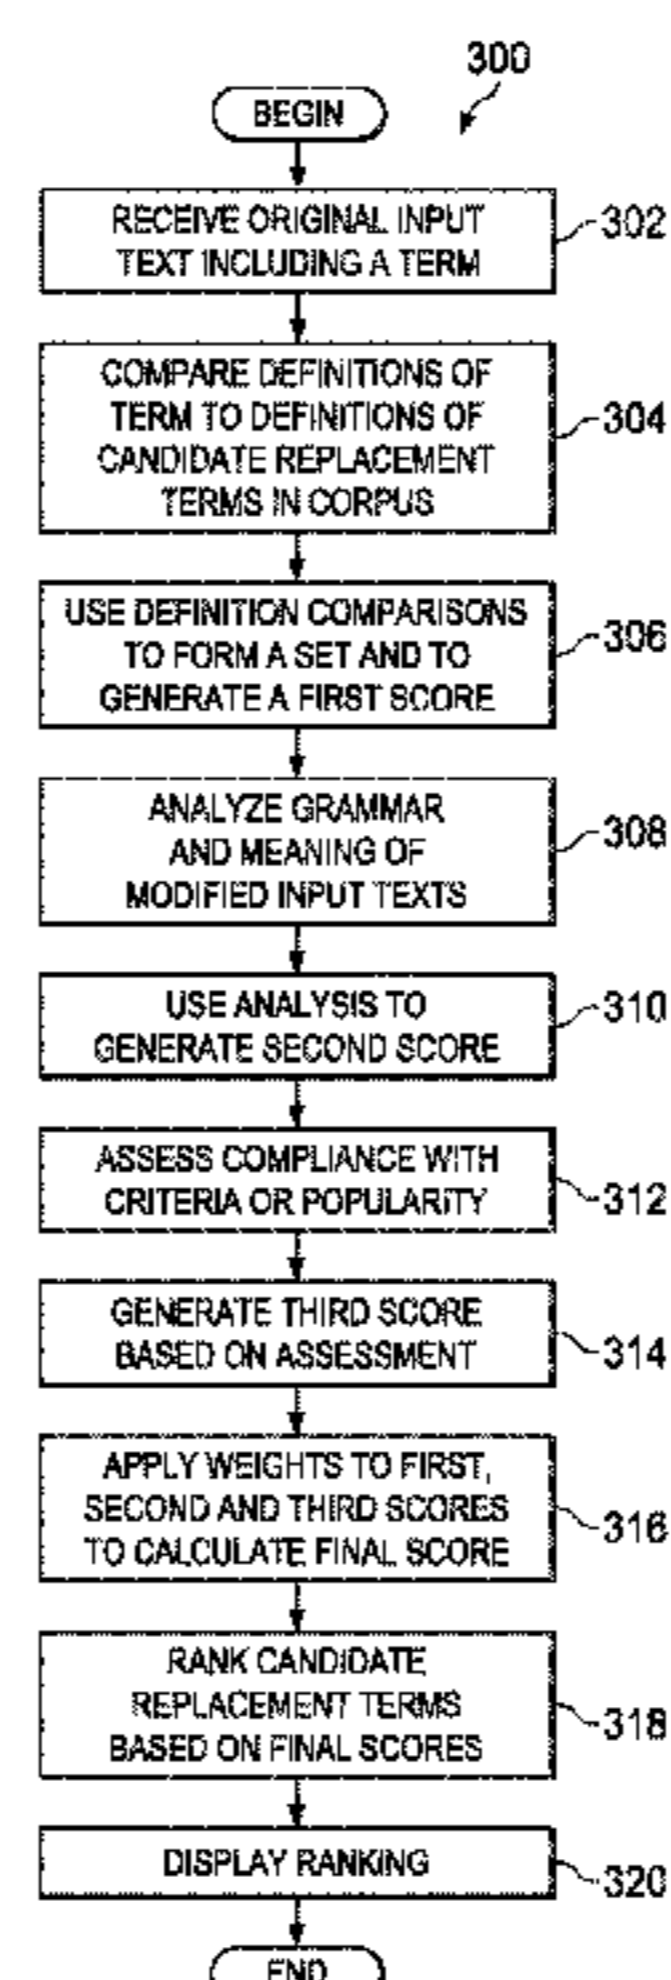 300
BEGIN
RECEIVE ORIGINAL INPUT
TEXT INCLUDING A TERM
302
COMPARE DEFINITIONS OF
TERM TO DEFINITIONS OF
CANDIDATE REPLACEMENT
TERMS IN CORPUS
304
USE DEFINITION COMPARISONS
TO FORM A SET AND TO
GENERATE A FIRST SCORE
306
ANALYZE GRAMMAR
AND MEANING OF
MODIFIED INPUT TEXTS
308
USE ANALYSIS TO
GENERATE SECOND SCORE
310
ASSESS COMPLIANCE WITH
CRITERIA OR POPULARITY
312
GENERATE THIRD SCORE
BASED ON ASSESSMENT
314
APPLY WEIGHTS TO FIRST,
SECOND AND THIRD SCORES
TO CALCULATE FINAL SCORE
316
RANK CANDIDATE
REPLACEMENT TERMS
BASED ON FINAL SCORES
318
DISPLAY RANKING
320
END